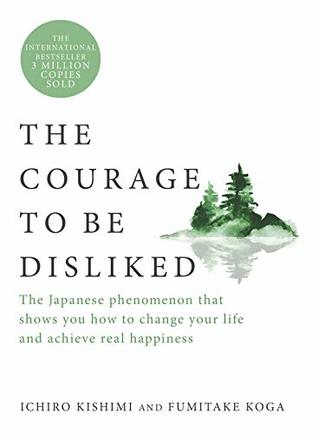 THE
INTERNATIONAL
BESTSELLER
3 MILLION
COPIES
SOLD
THE
COURAGE
TO BE
DISLIKED
The Japanese phenomenon that
shows you how to change your life
and achieve real happiness
ICHIRO KISHIMI AND FUMITAKE KOGA